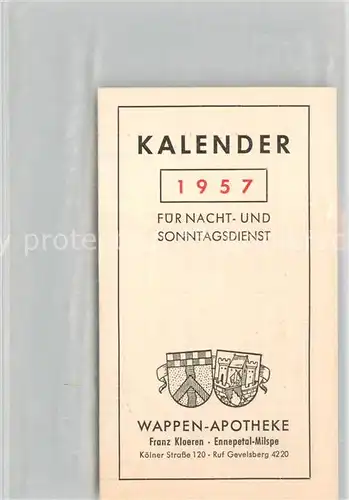 KALENDER
1957
FÜR NACHT- UND
SONNTAGSDIENST
WAPPEN-APOTHEKE
Franz Kloeren · Ennepetal-Milspe
Kölner Straße 120 · Ruf Gevelsberg 4220